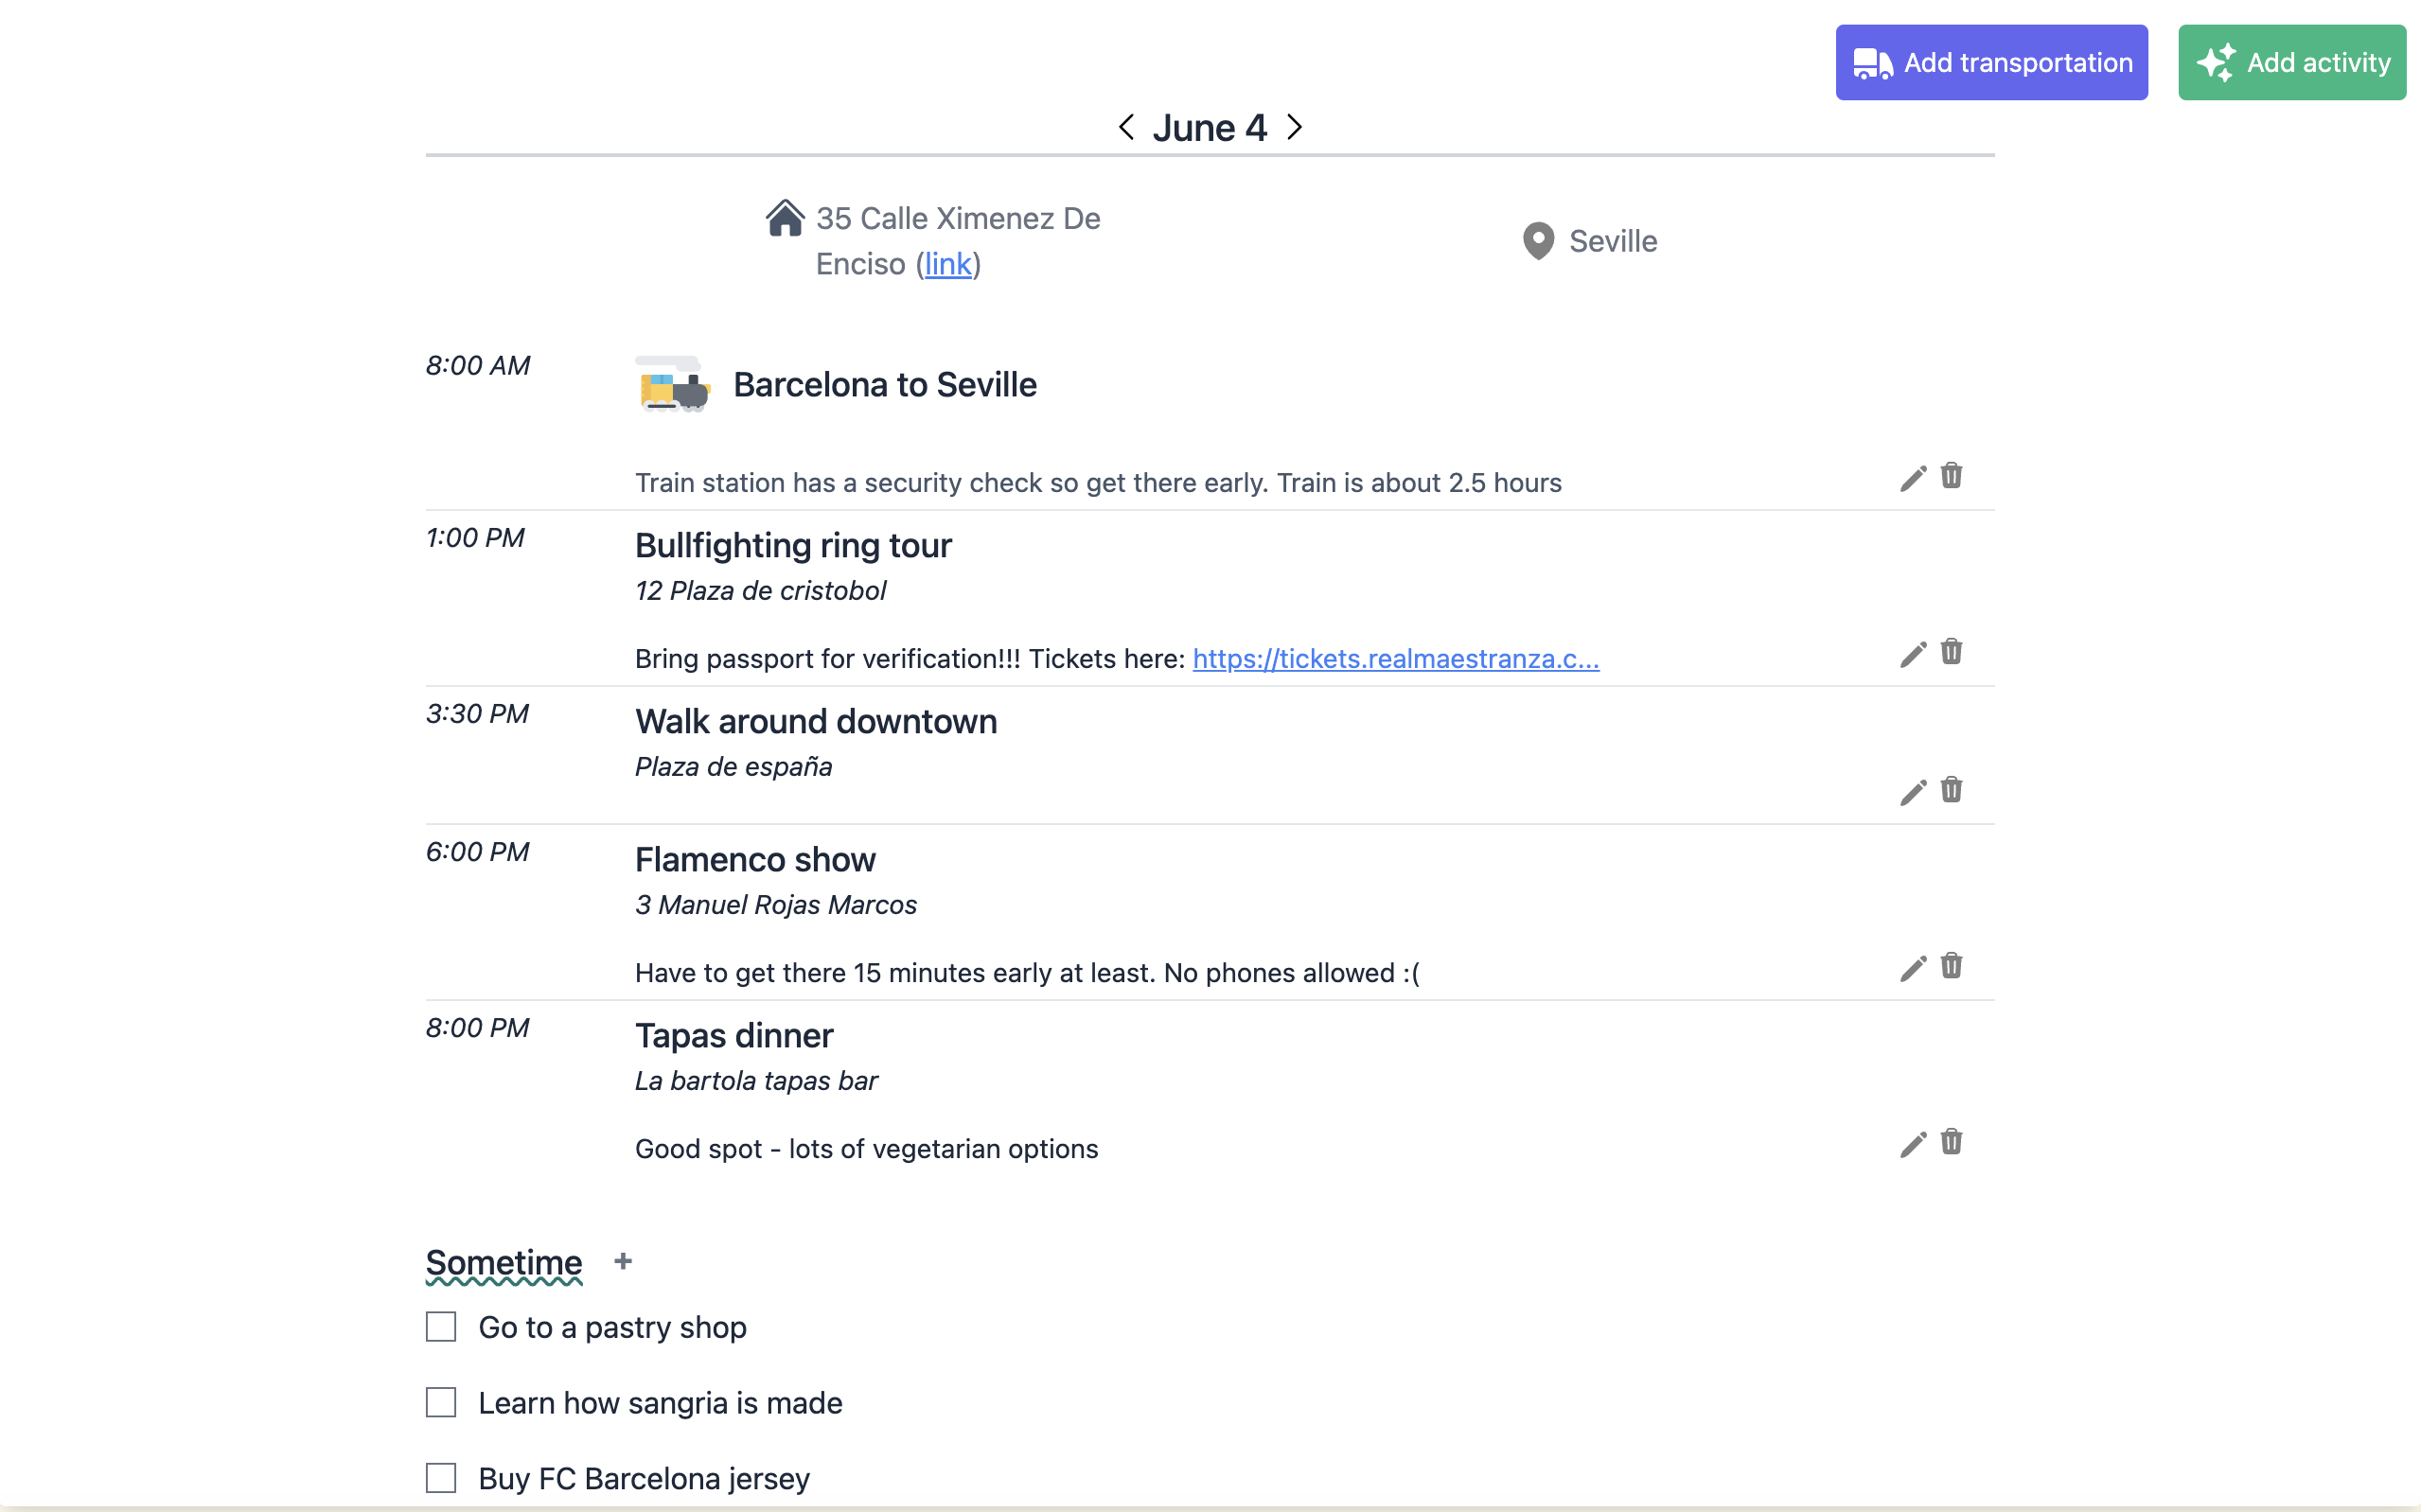 Add transportation
Add activity
June 4
35 Calle Ximenez De
Enciso (link)
Seville
8:00 AM
Barcelona to Seville
Train station has a security check so get there early. Train is about 2.5 hours
1:00 PM
Bullfighting ring tour
12 Plaza de cristobol
Bring passport for verification!!! Tickets here: https://tickets.realmaestranza.c...
3:30 PM
Walk around downtown
Plaza de españa
6:00 PM
Flamenco show
3 Manuel Rojas Marcos
Have to get there 15 minutes early at least. No phones allowed :(
8:00 PM
Tapas dinner
La bartola tapas bar
Good spot - lots of vegetarian options
Sometime +
Go to a pastry shop
Learn how sangria is made
Buy FC Barcelona jersey